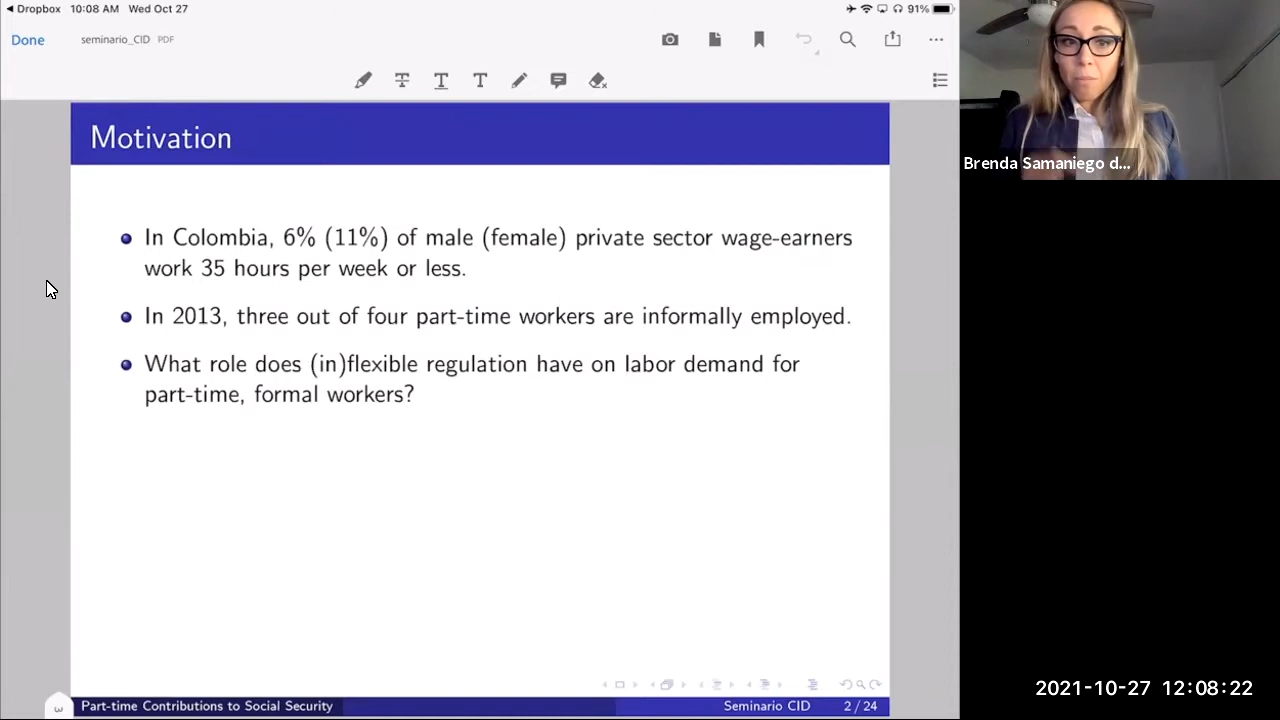 Dropbox 10:08 AM Wed Oct 27 91%
Done seminario_CID PDF
Motivation
In Colombia, 6% (11%) of male (female) private sector wage-earners
work 35 hours per week or less.
In 2013, three out of four part-time workers are informally employed.
What role does (in)flexible regulation have on labor demand for
part-time, formal workers?
Part-time Contributions to Social Security Seminario CID 2 / 24
Brenda Samaniego d...
2021-10-27 12:08:22